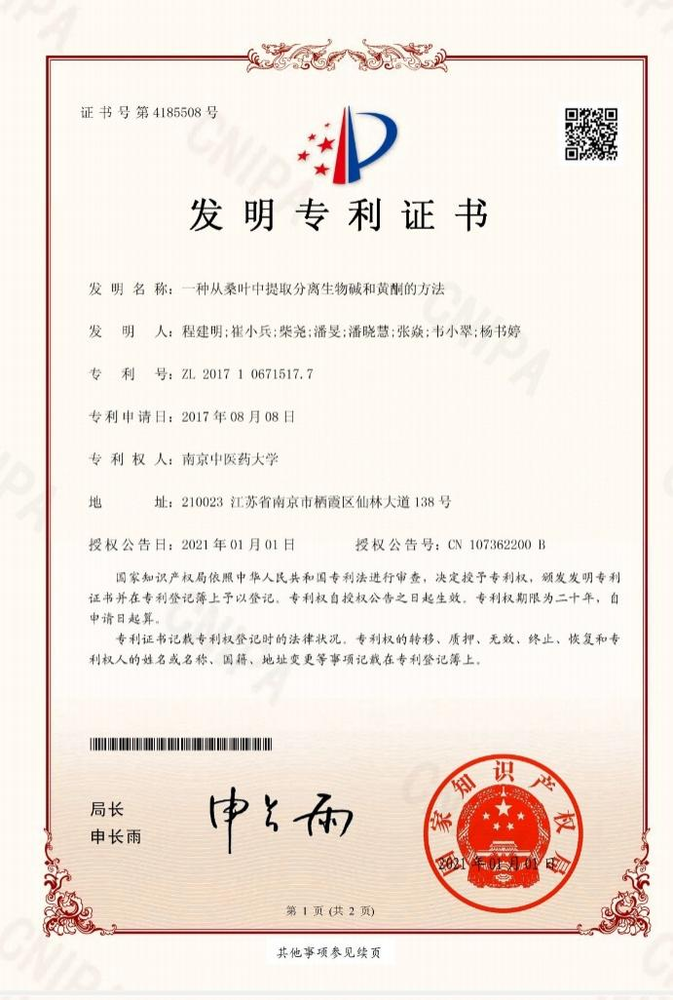 证书号第4185508号
发明专利证书
发明名称：一种从桑叶中提取分离生物碱和黄酮的方法
发明人：程建明;崔小兵;柴尧;潘旻;潘晓慧;张焱;韦小翠;杨书婷
专利号：ZL 2017 1 0671517.7
专利申请日：2017年08月08日
专利权人：南京中医药大学
地址：210023 江苏省南京市栖霞区仙林大道138号
授权公告日：2021年01月01日 授权公告号：CN 107362200 B
国家知识产权局依照中华人民共和国专利法进行审查，决定授予专利权，颁发发明专利
证书并在专利登记簿上予以登记。专利权自授权公告之日起生效。专利权期限为二十年，自
申请日起算。
专利证书记载专利权登记时的法律状况。专利权的转移、质押、无效、终止、恢复和专
利权人的姓名或名称、国籍、地址变更等事项记载在专利登记簿上。
局长
申长雨
申长雨
国家知识产权局
2021年01月01日
第 1 页 (共 2 页)
其他事项参见续页
CNIPA
CNIPA
CNIPA
CNIPA